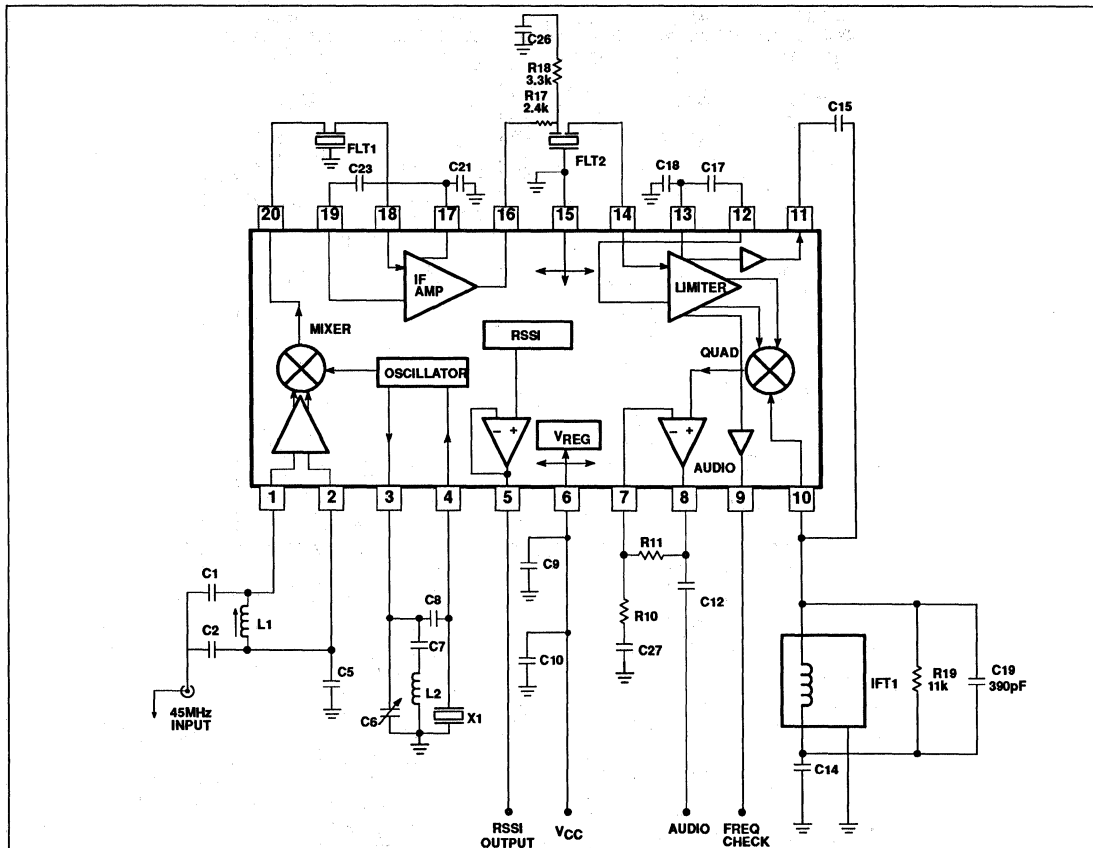 C26
R18
3.3k
R17
2.4k
C15
FLT1
FLT2
C23
C21
C18
C17
20
19
18
17
16
15
14
13
12
11
IF
AMP
LIMITER
MIXER
RSSI
QUAD
OSCILLATOR
− +
VREG
− +
AUDIO
1
2
3
4
5
6
7
8
9
10
R11
C1
C9
C8
C12
L1
R10
C2
C7
C27
C10
C5
L2
IFT1
R19
11k
C19
390pF
C6
X1
45MHz
INPUT
C14
RSSI
OUTPUT
VCC
AUDIO
FREQ
CHECK